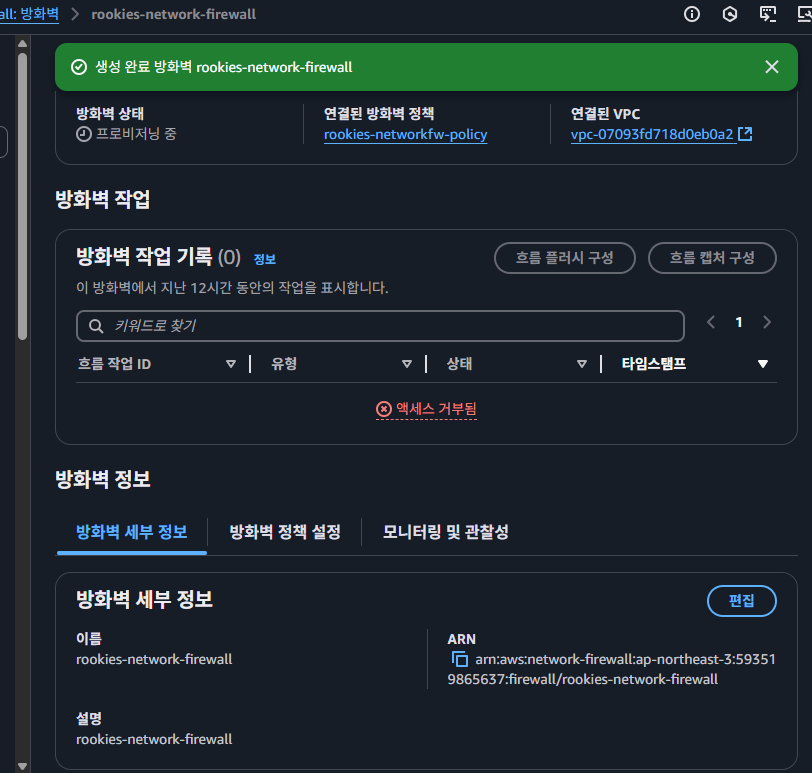 all: 방화벽 > rookies-network-firewall
생성 완료 방화벽 rookies-network-firewall
방화벽 상태
프로비저닝 중
연결된 방화벽 정책
rookies-networkfw-policy
연결된 VPC
vpc-07093fd718d0eb0a2
방화벽 작업
방화벽 작업 기록 (0) 정보
흐름 플러시 구성
흐름 캡처 구성
이 방화벽에서 지난 12시간 동안의 작업을 표시합니다.
키워드로 찾기
1
흐름 작업 ID
유형
상태
타임스탬프
액세스 거부됨
방화벽 정보
방화벽 세부 정보
방화벽 정책 설정
모니터링 및 관찰성
방화벽 세부 정보
편집
이름
rookies-network-firewall
ARN
arn:aws:network-firewall:ap-northeast-3:59351
9865637:firewall/rookies-network-firewall
설명
rookies-network-firewall